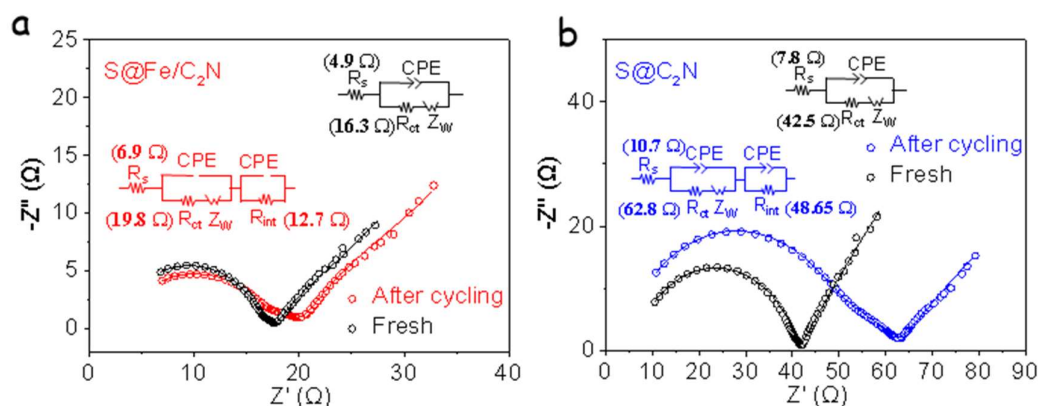 a
S@Fe/C₂N
(4.9 Ω)
Rs
CPE
(16.3 Ω) Rct ZW
(6.9 Ω)
Rs
CPE CPE
(19.8 Ω) Rct ZW Rint (12.7 Ω)
After cycling
Fresh
25
20
15
10
5
0
-Z" (Ω)
0 10 20 30 40
Z' (Ω)
b
S@C₂N
(7.8 Ω)
Rs
CPE
(42.5 Ω) Rct ZW
(10.7 Ω)
Rs
CPE CPE
(62.8 Ω) Rct ZW Rint (48.65 Ω)
After cycling
Fresh
40
20
0
-Z" (Ω)
0 10 20 30 40 50 60 70 80 90
Z' (Ω)